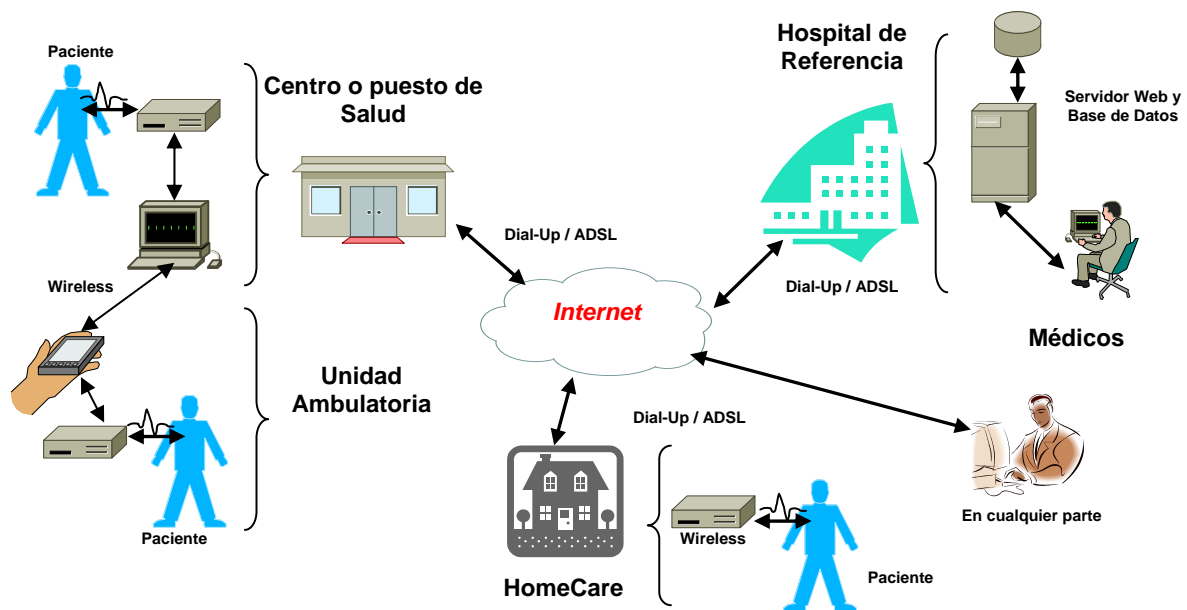 Paciente
Centro o puesto de
Salud
Hospital de
Referencia
Servidor Web y
Base de Datos
Dial-Up / ADSL
Wireless
Internet
Dial-Up / ADSL
Médicos
Unidad
Ambulatoria
Dial-Up / ADSL
En cualquier parte
Paciente
Wireless
HomeCare
Paciente